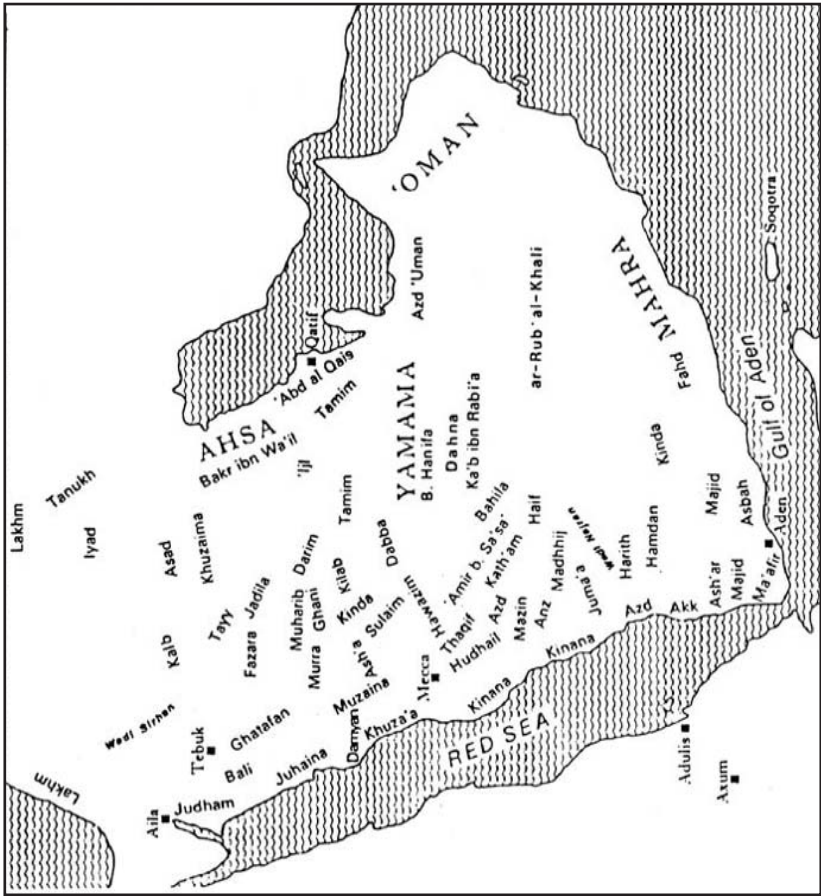 'OMAN
Soqotra
MAHRA
Azd 'Uman
ar-Rub' al-Khali
Qatif
Fahd
Gulf of Aden
'Abd al Qais
Tamim
YAMAMA
B. Hanifa
Dahna
Ka'b ibn Rabi'a
AHSA
Bakr ibn Wa'il
'Ijl
Kinda
Tanukh
Lakhm
Iyad
Asad
Khuzaima
Tamim
Darim
Dabba
Bahila
Haif
Majid
Asbah
Aden
Wadi Najran
Harith
Hamdan
'Amir b. Sa'sa'
Kath'am
Madhhij
Juma'a
Ash'ar
Majid
Ma'afir
Kalb
Tayy
Jadila
Fazara
Muharib
Ghani
Murra
Kilab
Kinda
Sulaim
Ash'a
Hawazim
Thaqif
Hudhail
Azd
Mazin
Anz
Azd
Akk
Kinana
Kinana
Mecca
Muzaina
Khuza'a
Damyan
Wadi Sirhan
Tebuk
Ghatafan
Bali
Juhaina
RED SEA
Adulis
Axum
Lakhm
Aila
Judham